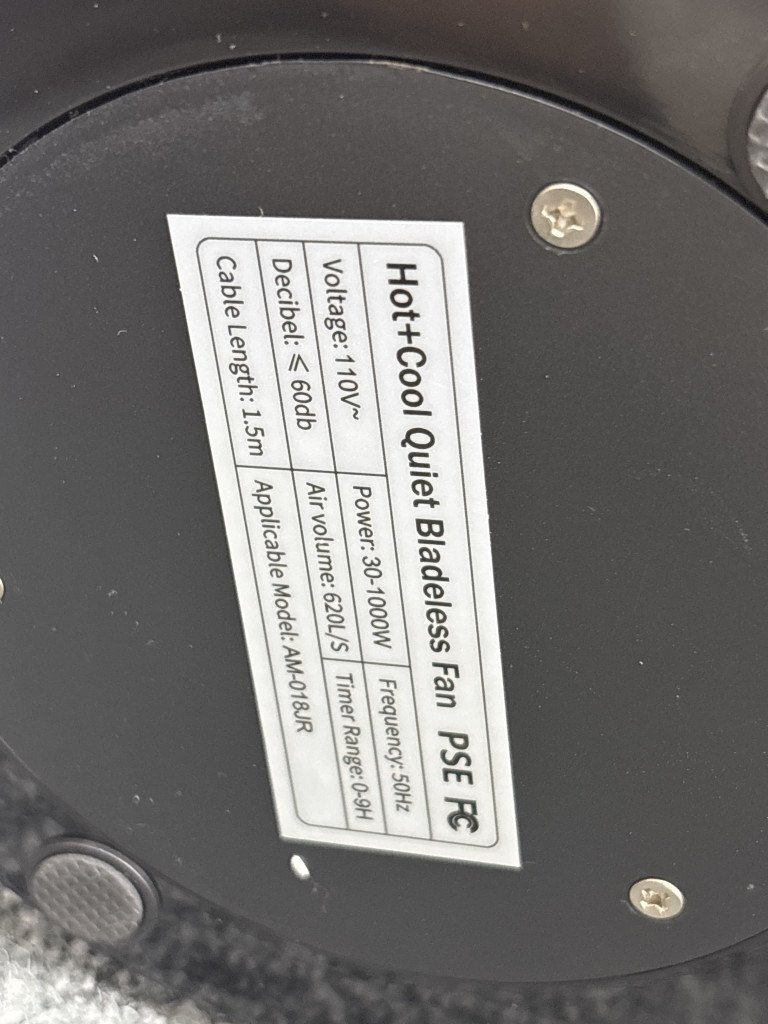 Hot+Cool Quiet Bladeless Fan PSE FC
Voltage: 110V~ Power: 30-1000W Frequency: 50Hz
Decibel: ⩽ 60db Air volume: 620L/S Timer Range: 0-9H
Cable Length: 1.5m Applicable Model: AM-018JR